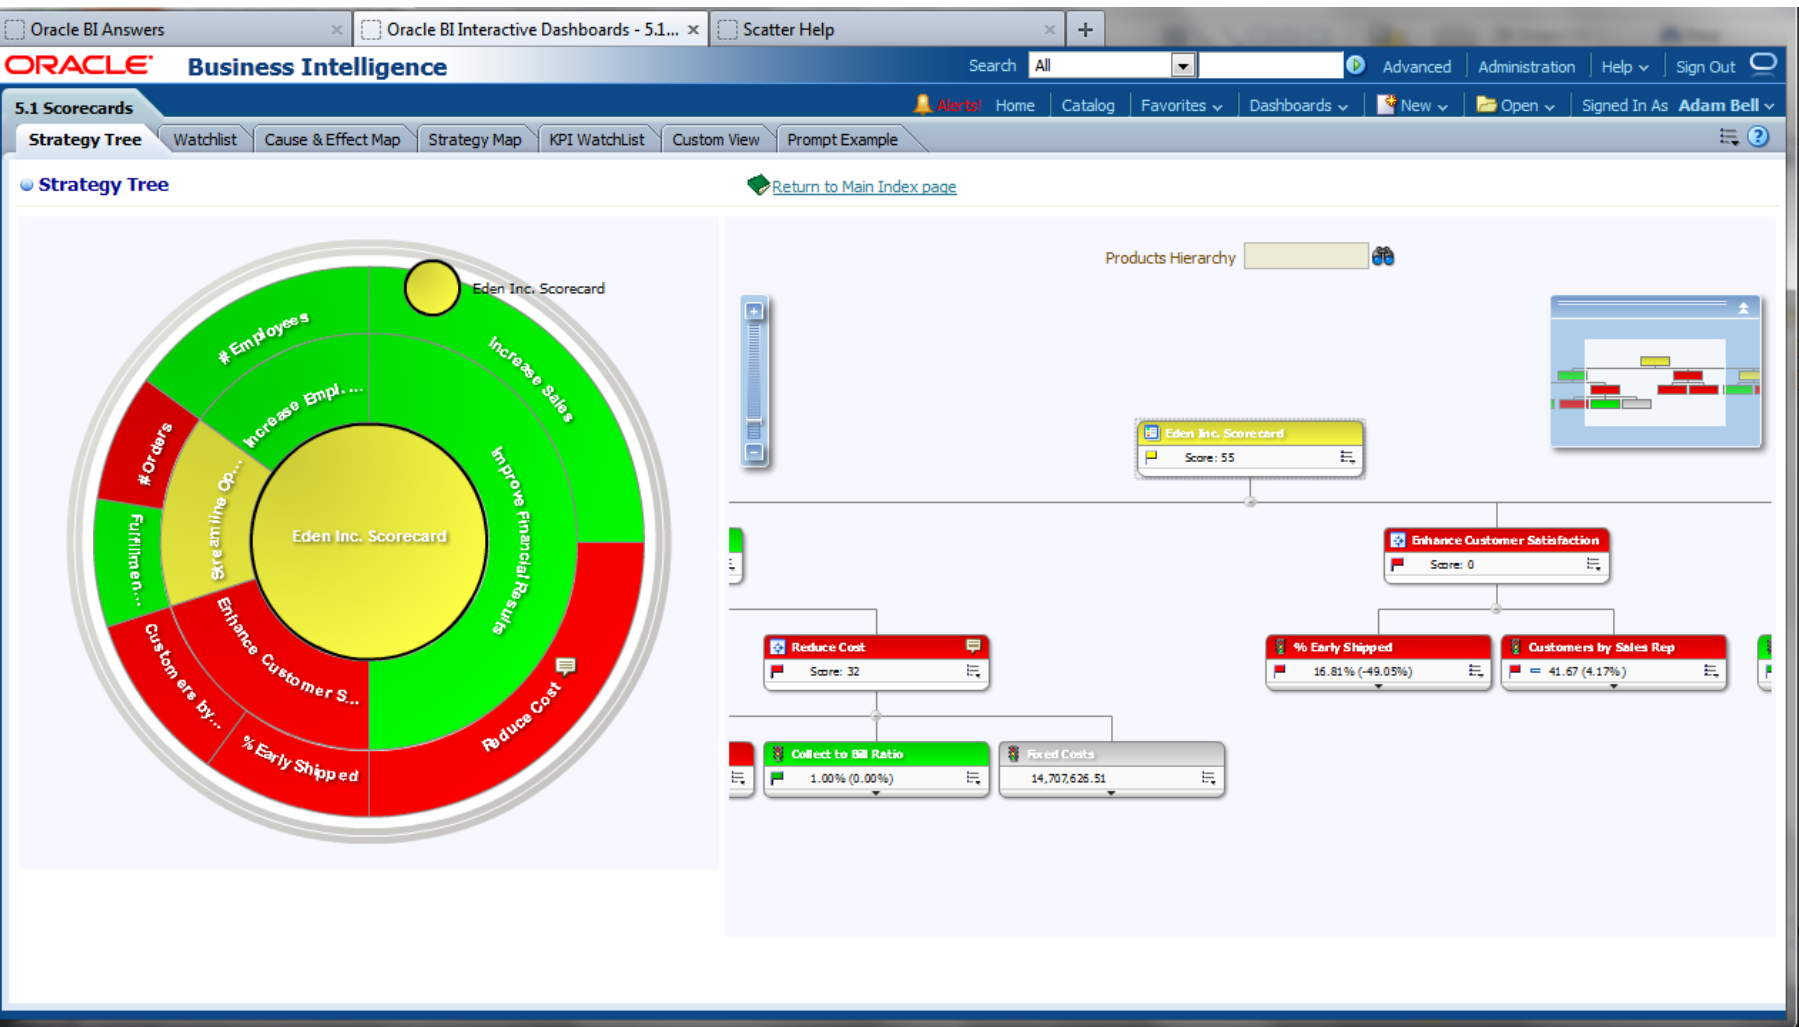 Oracle BI Answers
Oracle BI Interactive Dashboards - 5.1...
Scatter Help
ORACLE
Business Intelligence
Search All
Advanced
Administration
Help
Sign Out
5.1 Scorecards
Alerts!
Home
Catalog
Favorites
Dashboards
New
Open
Signed In As Adam Bell
Strategy Tree
Watchlist
Cause & Effect Map
Strategy Map
KPI WatchList
Custom View
Prompt Example
Strategy Tree
Return to Main Index page
Eden Inc. Scorecard
# Employees
Increase Sales
Increase Empl. ...
# Orders
Streamline Op...
Improve Financial Results
Eden Inc. Scorecard
Fulfillmen...
Enhance Customer S...
Customers by...
% Early Shipped
Reduce Cost
Products Hierarchy
Eden Inc. Scorecard
Score: 55
Enhance Customer Satisfaction
Score: 0
Reduce Cost
Score: 32
% Early Shipped
16.81% (-49.05%)
Customers by Sales Rep
41.67 (4.17%)
Collect to Bill Ratio
1.00% (0.00%)
Fixed Costs
14,707,626.51